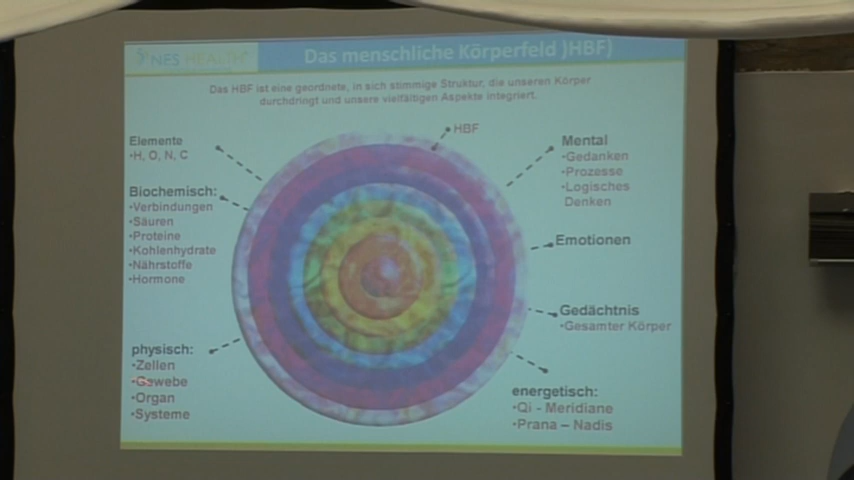 NES HEALTH
Das menschliche Körperfeld )HBF)
Das HBF ist eine geordnete, in sich stimmige Struktur, die unseren Körper
durchdringt und unsere vielfältigen Aspekte integriert.
HBF
Elemente
•H, O, N, C
Biochemisch:
•Verbindungen
•Säuren
•Proteine
•Kohlenhydrate
•Nährstoffe
•Hormone
physisch:
•Zellen
•Gewebe
•Organ
•Systeme
Mental
•Gedanken
•Prozesse
•Logisches
Denken
Emotionen
Gedächtnis
•Gesamter Körper
energetisch:
•Qi - Meridiane
•Prana – Nadis